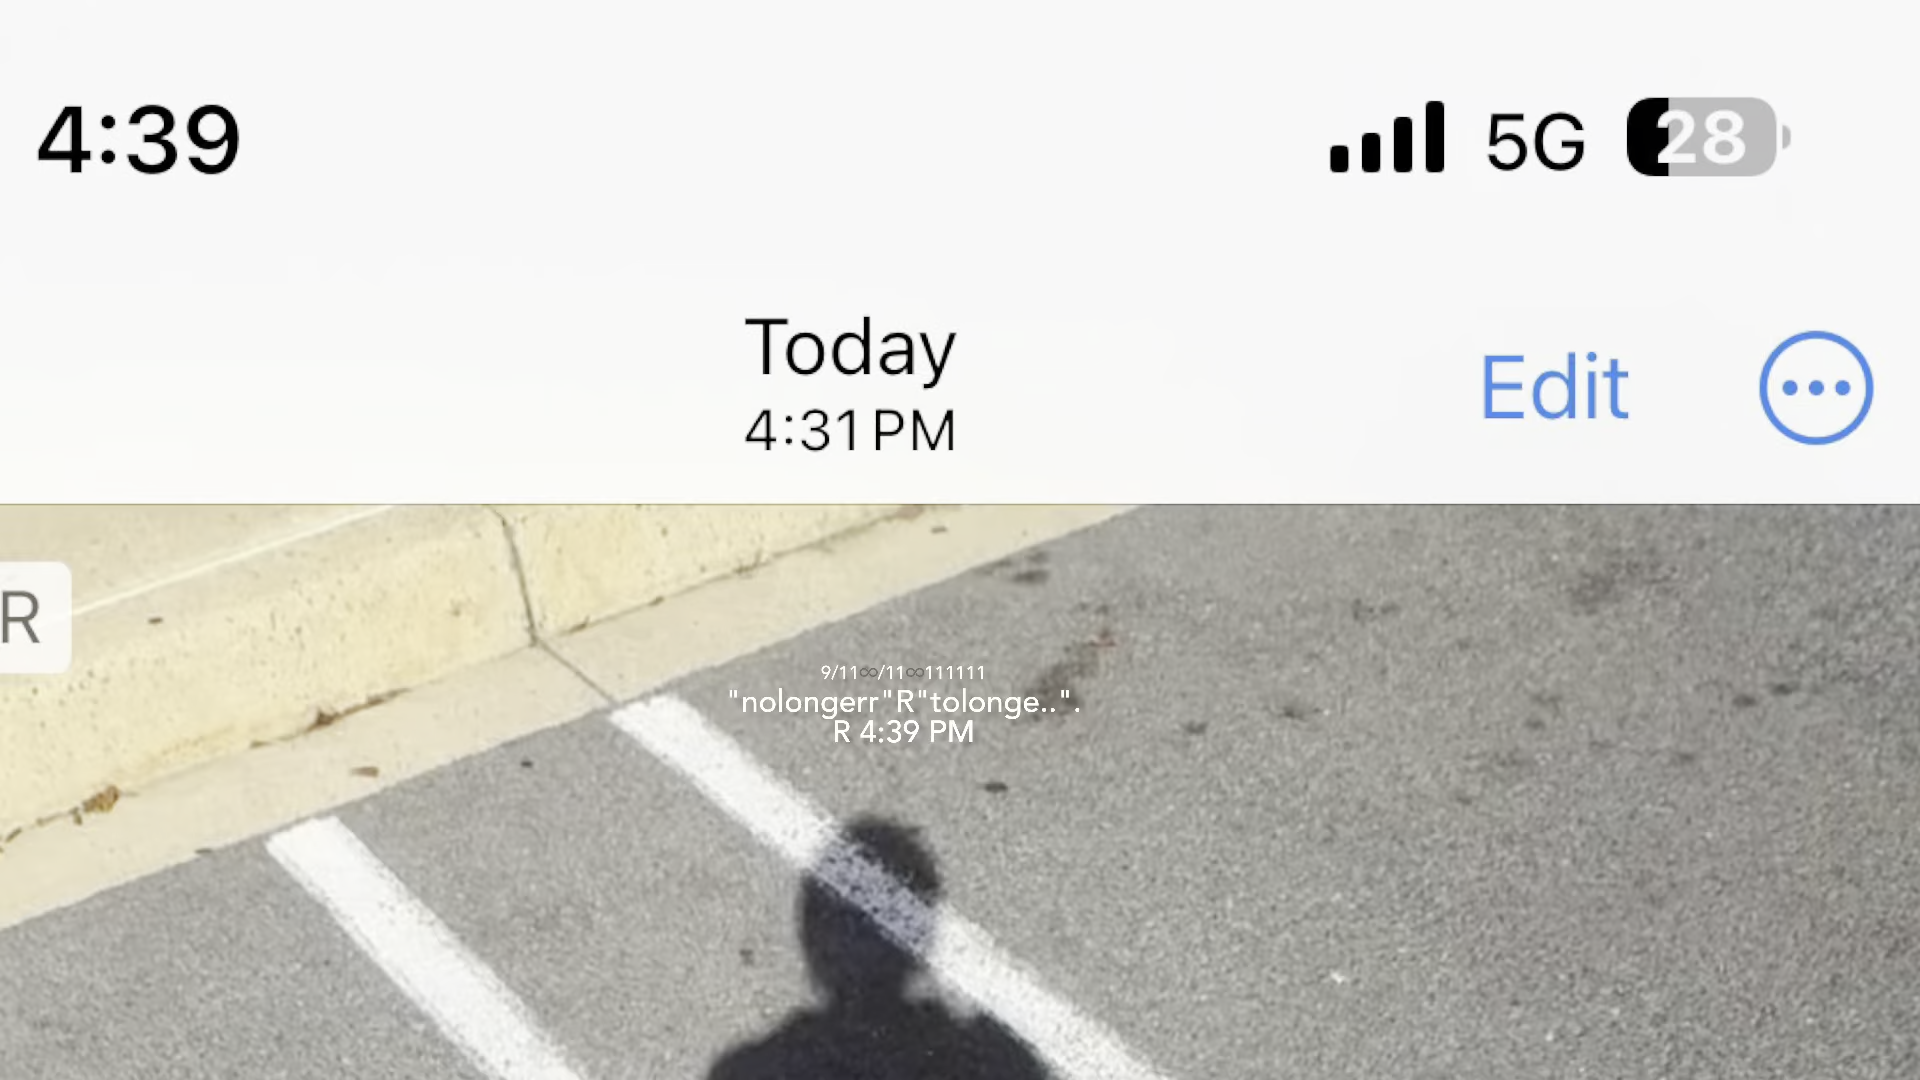 4:39
5G 28
Today
4:31 PM
Edit
R
9/11∞/11∞111111
"nolongerr"R"tolonge..".
R 4:39 PM